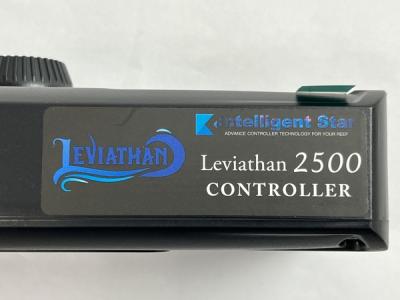 Intelligent Star
ADVANCE CONTROLLER TECHNOLOGY FOR YOUR REEF
LEVIATHAN
Leviathan 2500
CONTROLLER